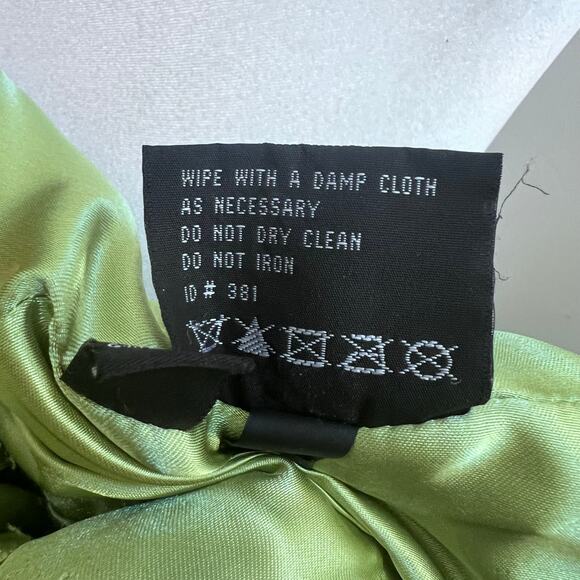 WIPE WITH A DAMP CLOTH
AS NECESSARY
DO NOT DRY CLEAN
DO NOT IRON
ID # 381